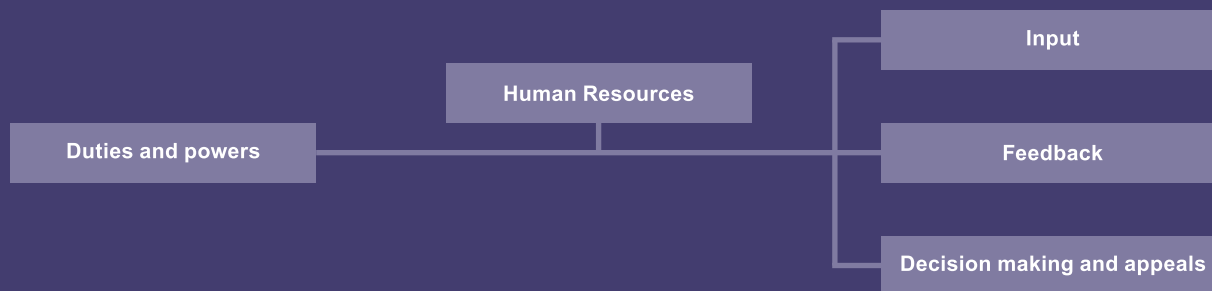 Input
Human Resources
Duties and powers
Feedback
Decision making and appeals